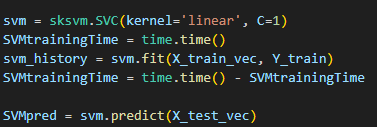 svm = sksvm.SVC(kernel='linear', C=1)
SVMtrainingTime = time.time()
svm_history = svm.fit(X_train_vec, Y_train)
SVMtrainingTime = time.time() - SVMtrainingTime
SVMpred = svm.predict(X_test_vec)